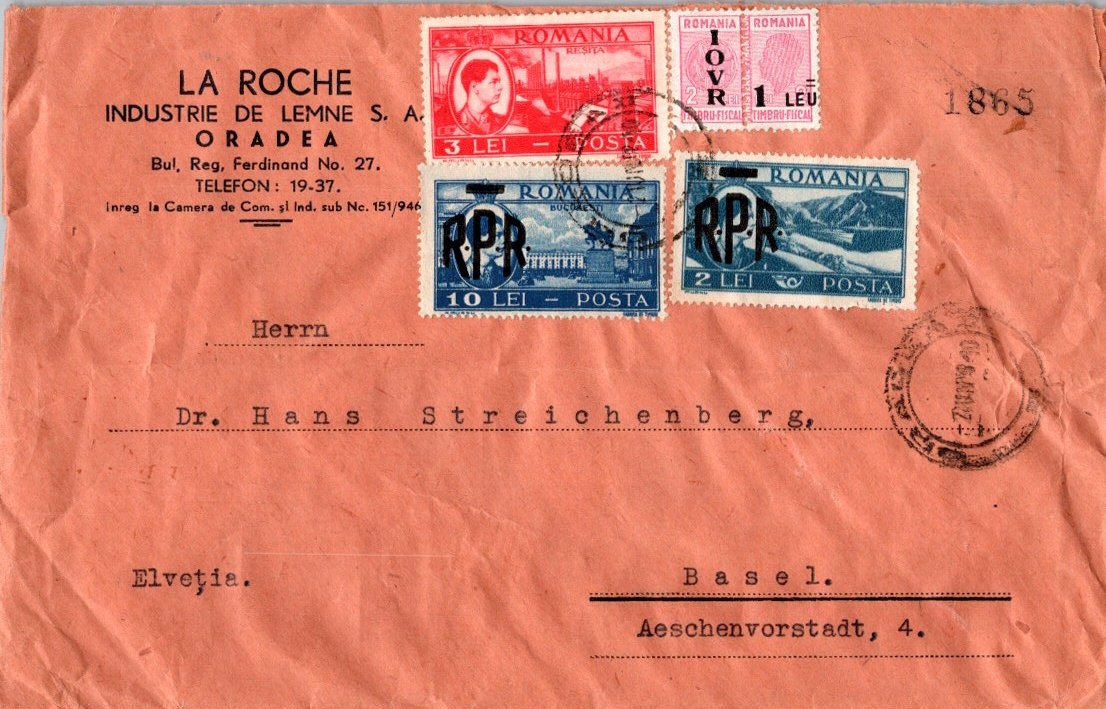 LA ROCHE
INDUSTRIE DE LEMNE S. A.
ORADEA
Bul, Reg, Ferdinand No. 27.
TELEFON: 19-37.
Inreg la Camera de Com. şi Ind. sub Nc. 151/946
ROMANIA
REŞIŢA
3 LEI — POSTA
ROMANIA ROMANIA
IOVR
2
1 LEU
TIMBRU-FISCAL TIMBRU-FISCAL
1865
ROMANIA
BUCUREŞTI
R.P.R.
10 LEI — POSTA
ROMANIA
R.P.R.
2 LEI POSTA
Herrn
Dr. Hans Streichenberg,
Elveţia.
Basel.
Aeschenvorstadt, 4.